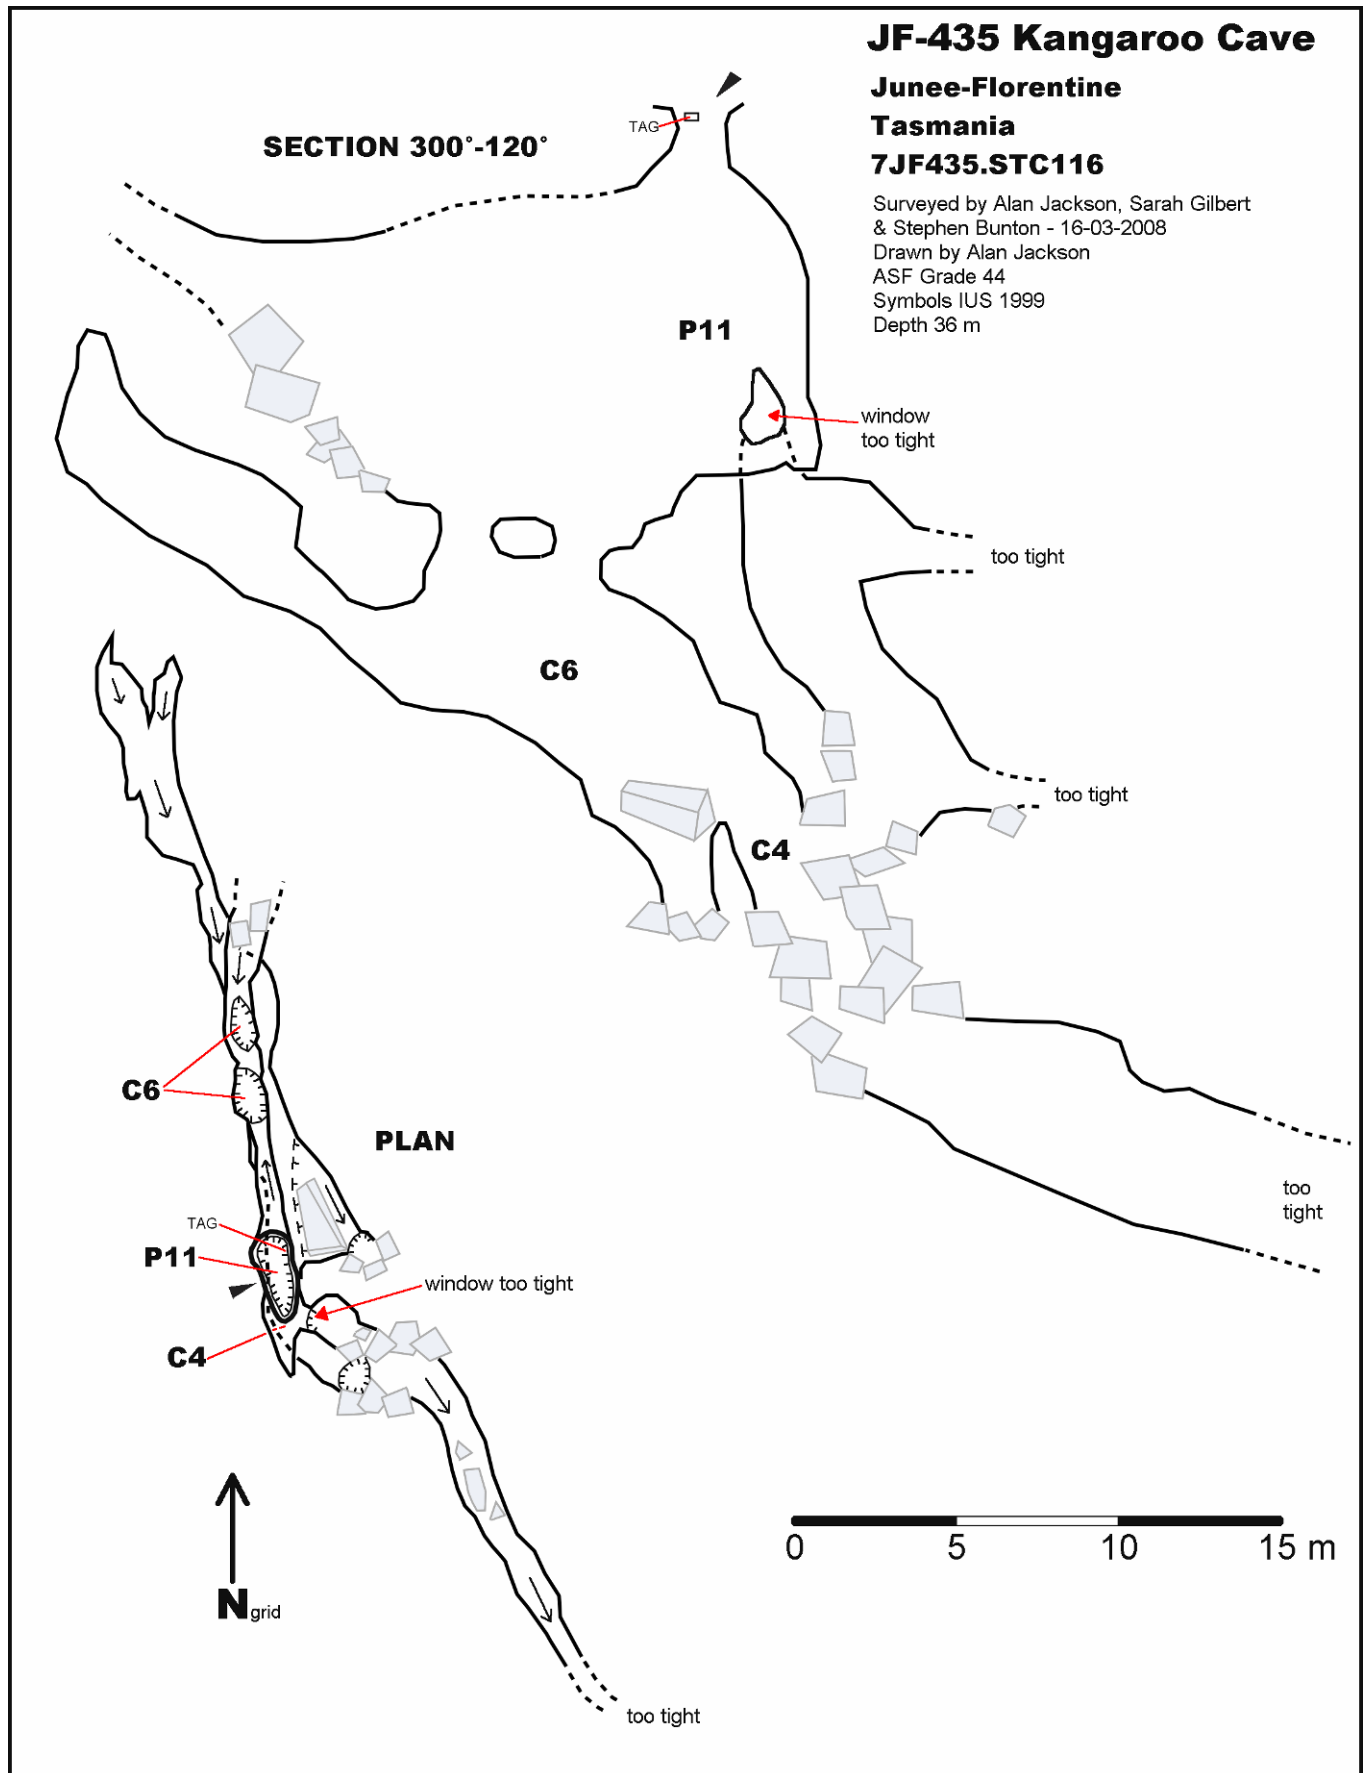 JF-435 Kangaroo Cave
Junee-Florentine
Tasmania
7JF435.STC116
Surveyed by Alan Jackson, Sarah Gilbert
& Stephen Bunton - 16-03-2008
Drawn by Alan Jackson
ASF Grade 44
Symbols IUS 1999
Depth 36 m
SECTION 300°-120°
TAG
P11
window
too tight
too tight
C6
too tight
C4
too
tight
C6
PLAN
TAG
P11
window too tight
C4
N grid
0 5 10 15 m
too tight